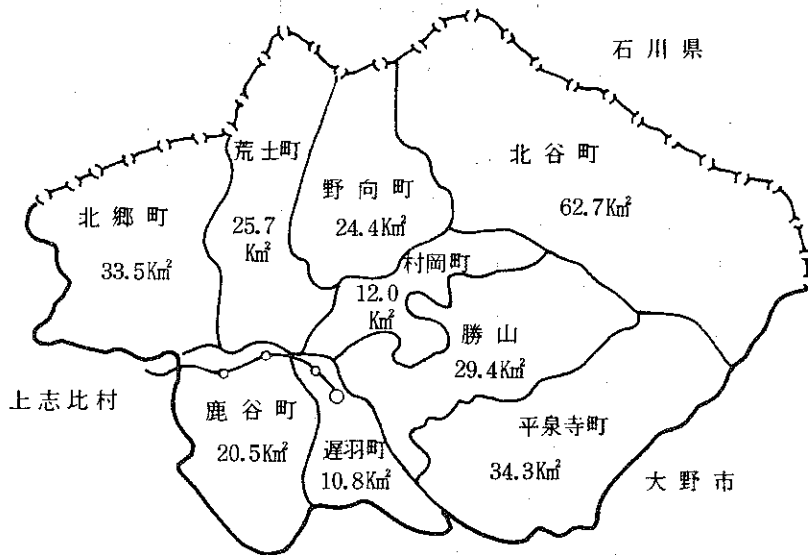 石川県
荒土町
25.7
Km²
野向町
24.4Km²
北谷町
62.7Km²
北郷町
33.5Km²
村岡町
12.0
Km²
勝山
29.4Km²
上志比村
鹿谷町
20.5Km²
遅羽町
10.8Km²
平泉寺町
34.3Km²
大野市